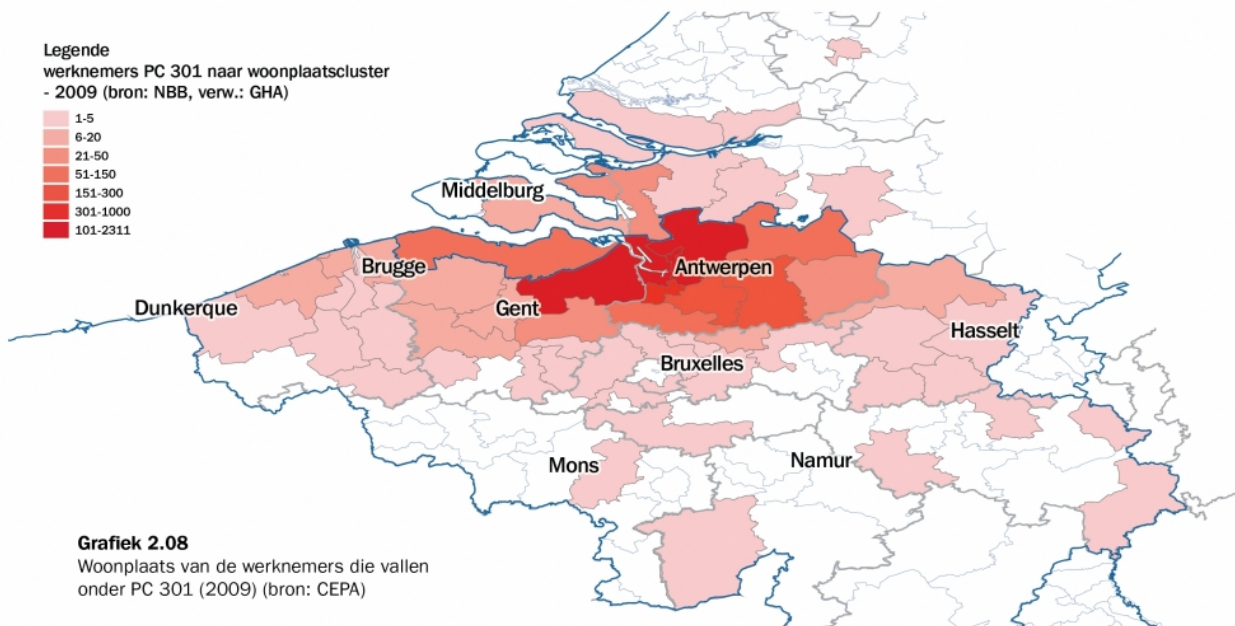 Legende
werknemers PC 301 naar woonplaatscluster
- 2009 (bron: NBB, verw.: GHA)
1-5
6-20
21-50
51-150
151-300
301-1000
101-2311
Middelburg
Brugge
Antwerpen
Dunkerque
Gent
Hasselt
Bruxelles
Mons
Namur
Grafiek 2.08
Woonplaats van de werknemers die vallen
onder PC 301 (2009) (bron: CEPA)